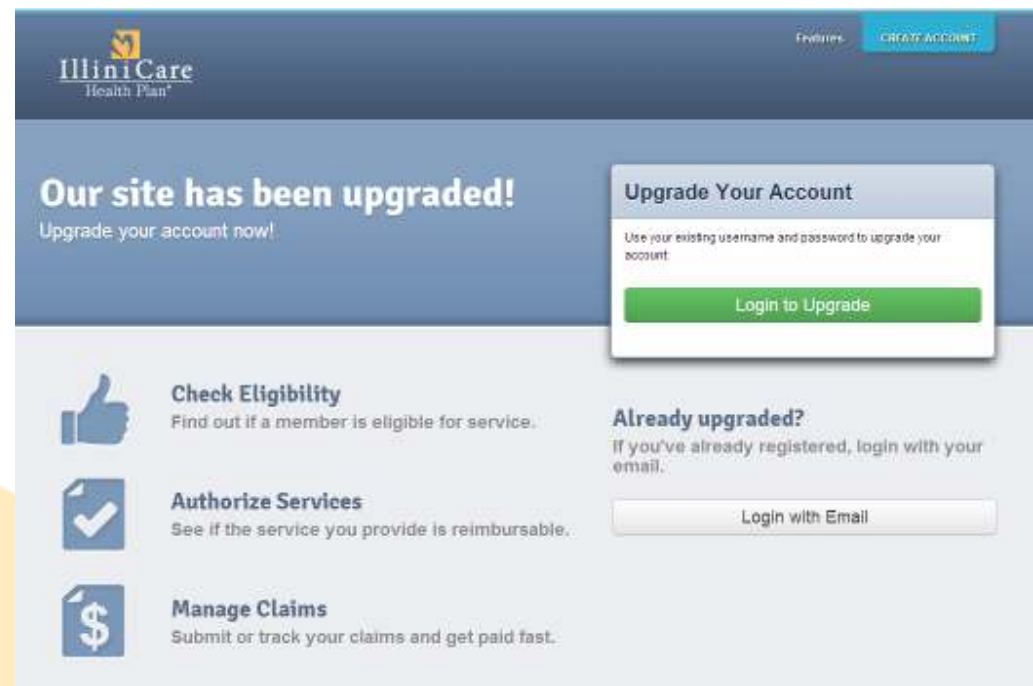 IlliniCare
Health Plan®
Features
CREATE ACCOUNT
Our site has been upgraded!
Upgrade your account now!
Upgrade Your Account
Use your existing username and password to upgrade your
account.
Login to Upgrade
Check Eligibility
Find out if a member is eligible for service.
Already upgraded?
If you've already registered, login with your
email.
Login with Email
Authorize Services
See if the service you provide is reimbursable.
Manage Claims
Submit or track your claims and get paid fast.